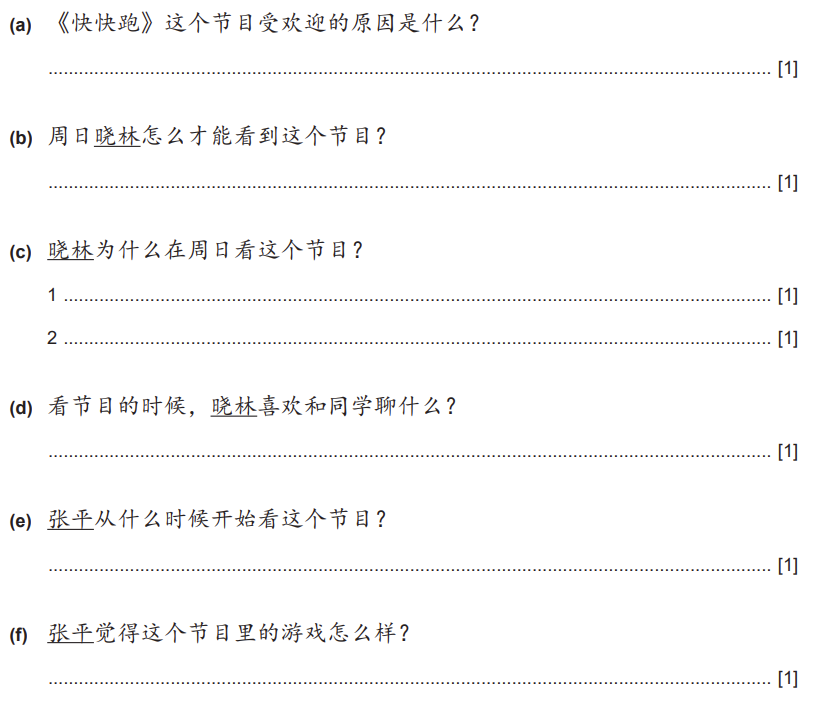 (a) 《快快跑》这个节目受欢迎的原因是什么?
.......................................................................................................................................... [1]
(b) 周日晓林怎么才能看到这个节目?
.......................................................................................................................................... [1]
(c) 晓林为什么在周日看这个节目?
1 ....................................................................................................................................... [1]
2 ....................................................................................................................................... [1]
(d) 看节目的时候，晓林喜欢和同学聊什么?
.......................................................................................................................................... [1]
(e) 张平从什么时候开始看这个节目?
.......................................................................................................................................... [1]
(f) 张平觉得这个节目里的游戏怎么样?
.......................................................................................................................................... [1]